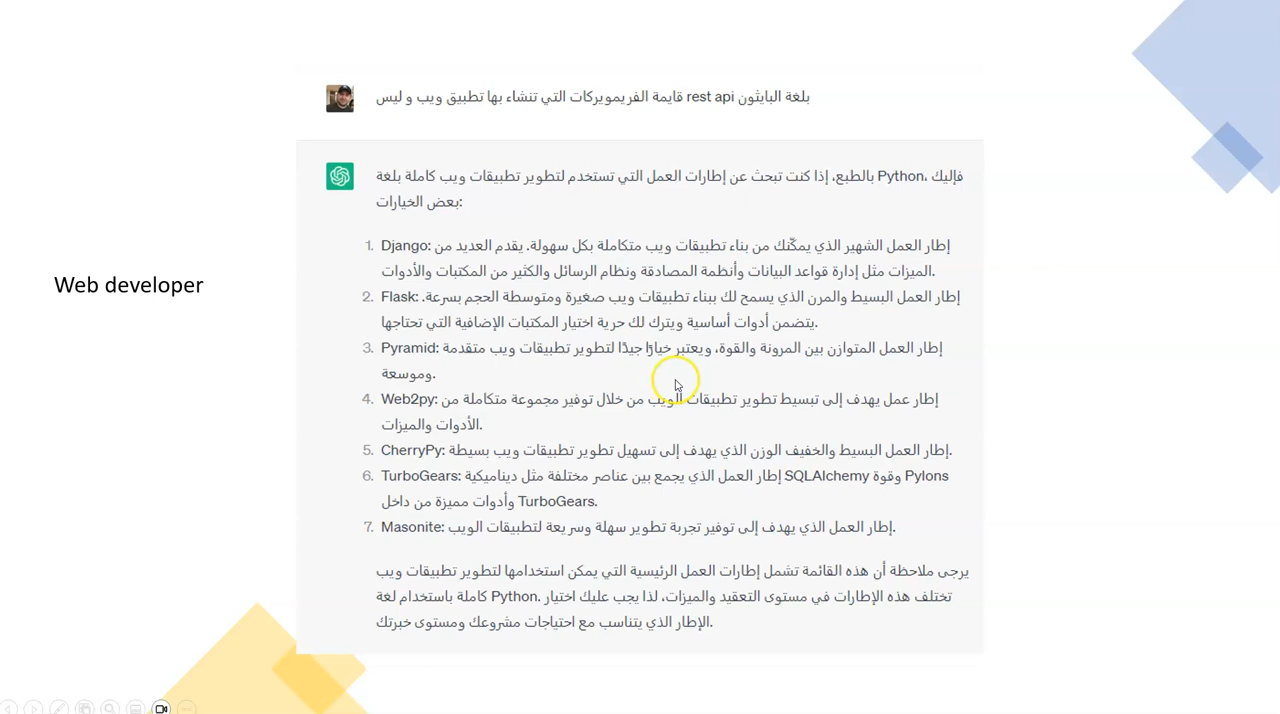 قايمة الفريمويركات التي تنشاء بها تطبيق ويب و ليس rest api بلغة البايثون
بالطبع، إذا كنت تبحث عن إطارات العمل التي تستخدم لتطوير تطبيقات ويب كاملة بلغة Python، فإليك
بعض الخيارات:
1. Django: إطار العمل الشهير الذي يمكّنك من بناء تطبيقات ويب متكاملة بكل سهولة. يقدم العديد من
الميزات مثل إدارة قواعد البيانات وأنظمة المصادقة ونظام الرسائل والكثير من المكتبات والأدوات.
2. Flask: إطار العمل البسيط والمرن الذي يسمح لك ببناء تطبيقات ويب صغيرة ومتوسطة الحجم بسرعة.
يتضمن أدوات أساسية ويترك لك حرية اختيار المكتبات الإضافية التي تحتاجها.
3. Pyramid: إطار العمل المتوازن بين المرونة والقوة، ويعتبر خيارًا جيدًا لتطوير تطبيقات ويب متقدمة
وموسعة.
4. Web2py: إطار عمل يهدف إلى تبسيط تطوير تطبيقات الويب من خلال توفير مجموعة متكاملة من
الأدوات والميزات.
5. CherryPy: إطار العمل البسيط والخفيف الوزن الذي يهدف إلى تسهيل تطوير تطبيقات ويب بسيطة.
6. TurboGears: إطار العمل الذي يجمع بين عناصر مختلفة مثل ديناميكية SQLAlchemy وقوة Pylons
وأدوات مميزة من داخل TurboGears.
7. Masonite: إطار العمل الذي يهدف إلى توفير تجربة تطوير سهلة وسريعة لتطبيقات الويب.
يرجى ملاحظة أن هذه القائمة تشمل إطارات العمل الرئيسية التي يمكن استخدامها لتطوير تطبيقات ويب
كاملة باستخدام لغة Python. تختلف هذه الإطارات في مستوى التعقيد والميزات، لذا يجب عليك اختيار
الإطار الذي يتناسب مع احتياجات مشروعك ومستوى خبرتك.
Web developer